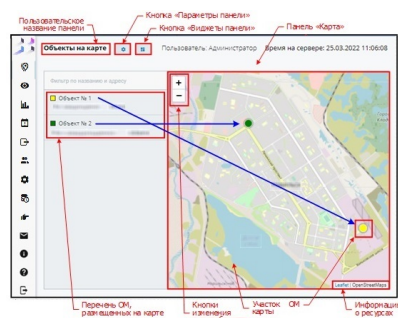 Пользовательское
название панели
Кнопка «Параметры панели»
Кнопка «Виджеты панели»
Панель «Карта»
Объекты на карте
Пользователь: Администратор
Время на сервере: 25.03.2022 11:06:08
Фильтр по названию и адресу
Объект № 1
Объект № 2
+
−
Leaflet | OpenStreetMaps
Перечень ОМ,
размещенных на карте
Кнопки
изменения
Участок
карты
ОМ
Информация
о ресурсах